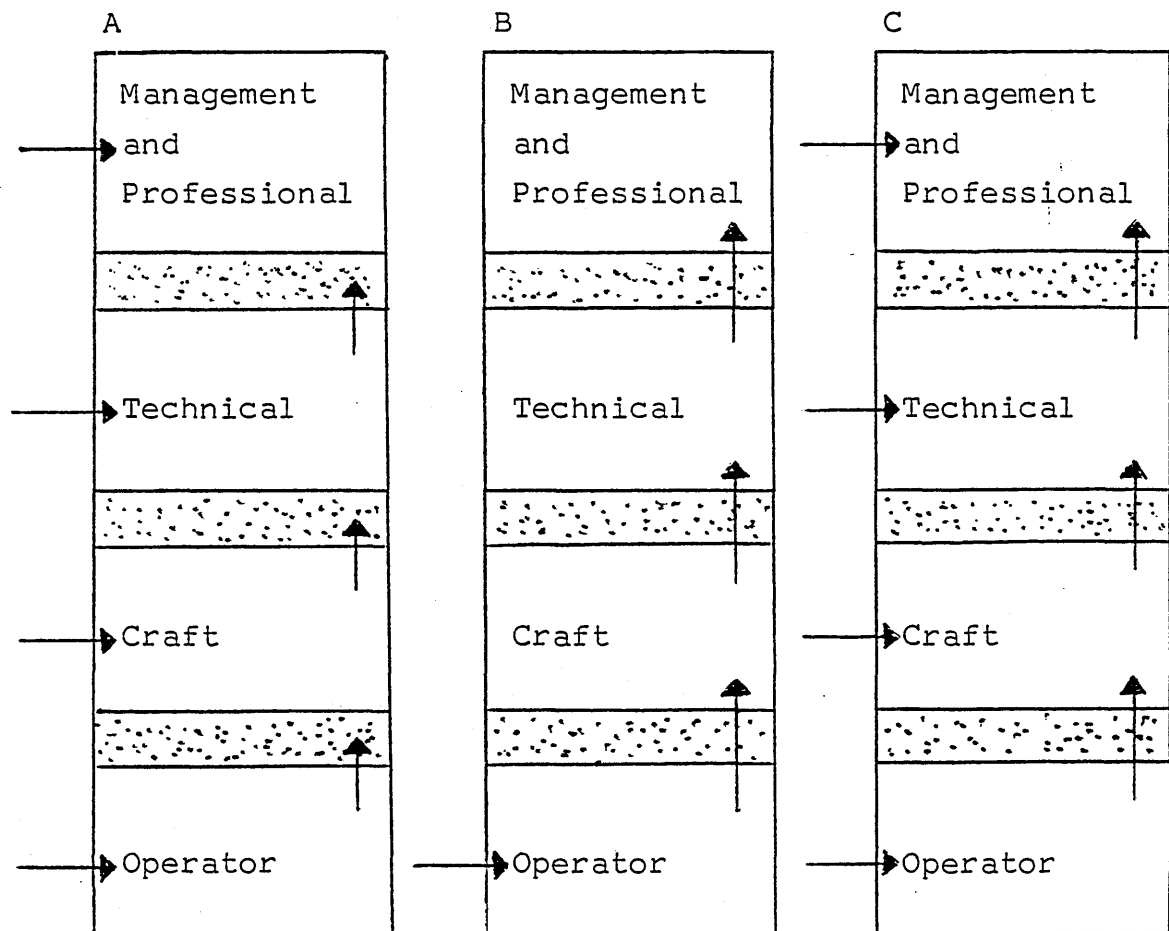 A
B
C
Management
and
Professional
Technical
Craft
Operator
Management
and
Professional
Technical
Craft
Operator
Management
and
Professional
Technical
Craft
Operator